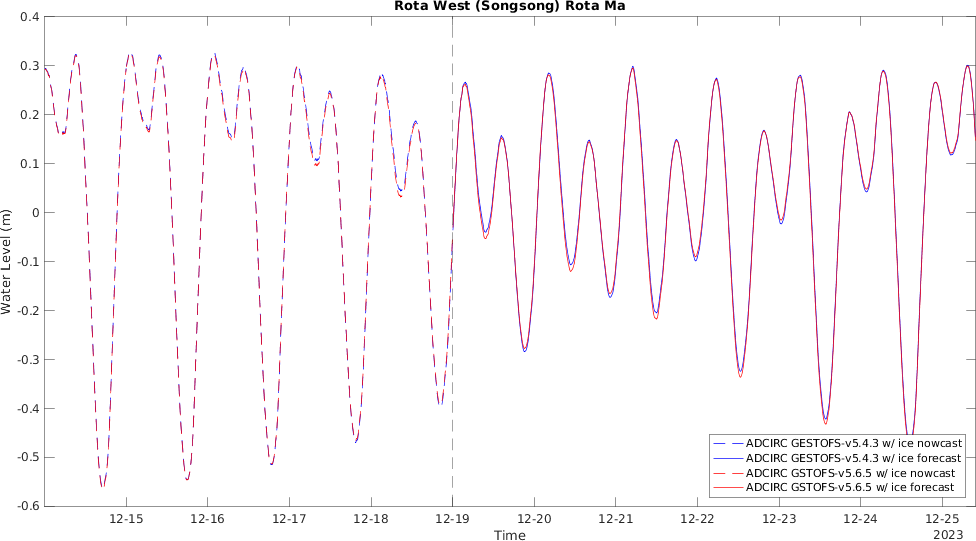 Rota West (Songsong) Rota Ma
0.4
0.3
0.2
0.1
0
-0.1
-0.2
-0.3
-0.4
-0.5
-0.6
Water Level (m)
ADCIRC GESTOFS-v5.4.3 w/ ice nowcast
ADCIRC GESTOFS-v5.4.3 w/ ice forecast
ADCIRC GSTOFS-v5.6.5 w/ ice nowcast
ADCIRC GSTOFS-v5.6.5 w/ ice forecast
12-15 12-16 12-17 12-18 12-19 12-20 12-21 12-22 12-23 12-24 12-25
2023
Time